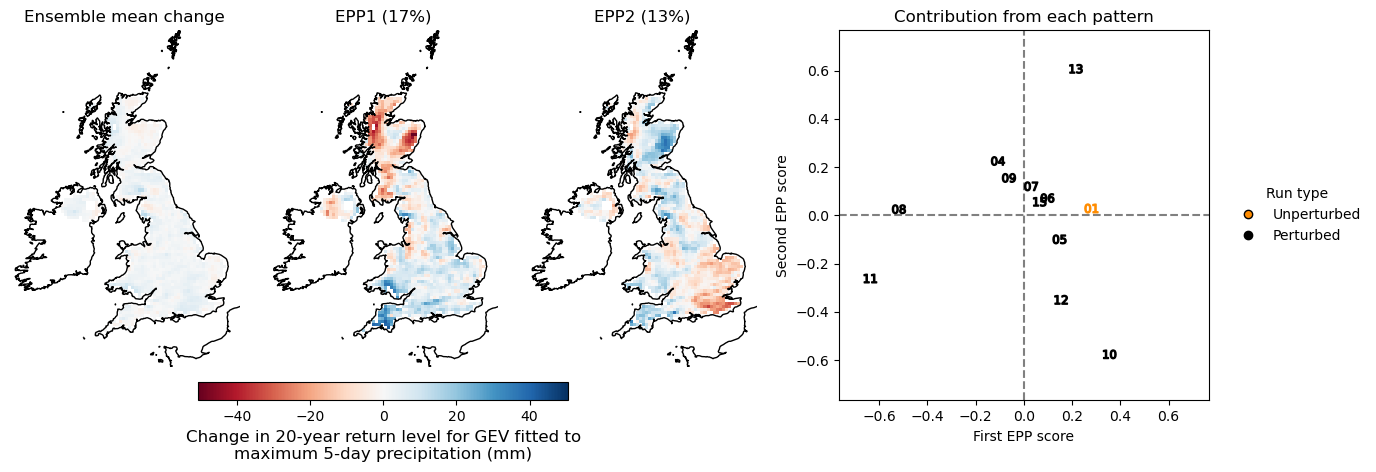 Ensemble mean change
EPP1 (17%)
EPP2 (13%)
Contribution from each pattern
−40 −20 0 20 40
Change in 20-year return level for GEV fitted to
maximum 5-day precipitation (mm)
Second EPP score
0.6
0.4
0.2
0.0
−0.2
−0.4
−0.6
13
04
09
07
06
15
01
08
05
11
12
10
−0.6 −0.4 −0.2 0.0 0.2 0.4 0.6
First EPP score
Run type
Unperturbed
Perturbed